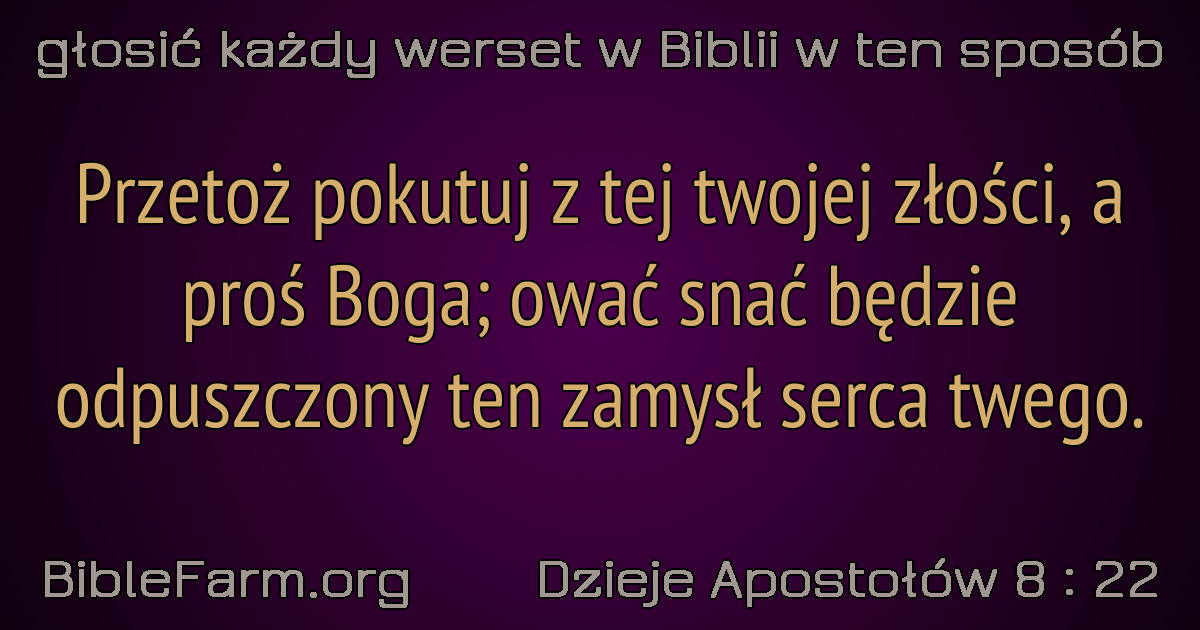 głosić każdy werset w Biblii w ten sposób
Przetoż pokutuj z tej twojej złości, a
proś Boga; ować snać będzie
odpuszczony ten zamysł serca twego.
BibleFarm.org
Dzieje Apostołów 8 : 22